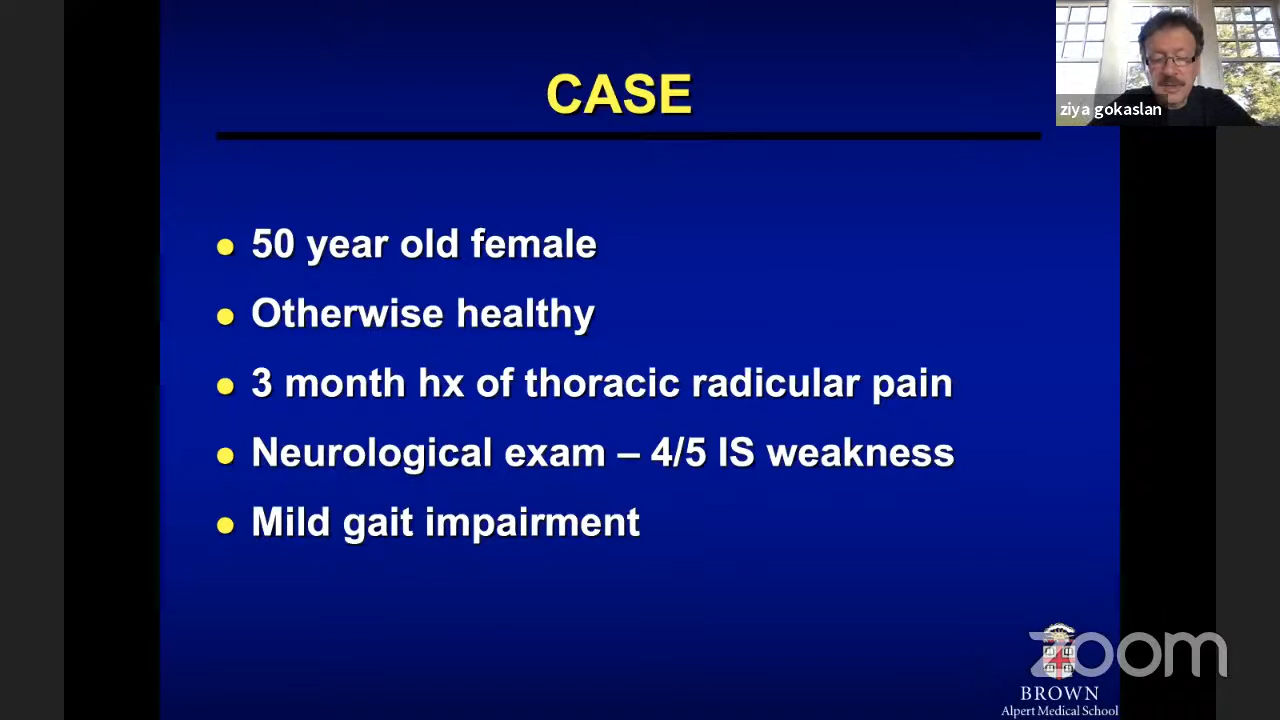 CASE
ziya gokaslan
50 year old female
Otherwise healthy
3 month hx of thoracic radicular pain
Neurological exam – 4/5 IS weakness
Mild gait impairment
zoom
BROWN
Alpert Medical School